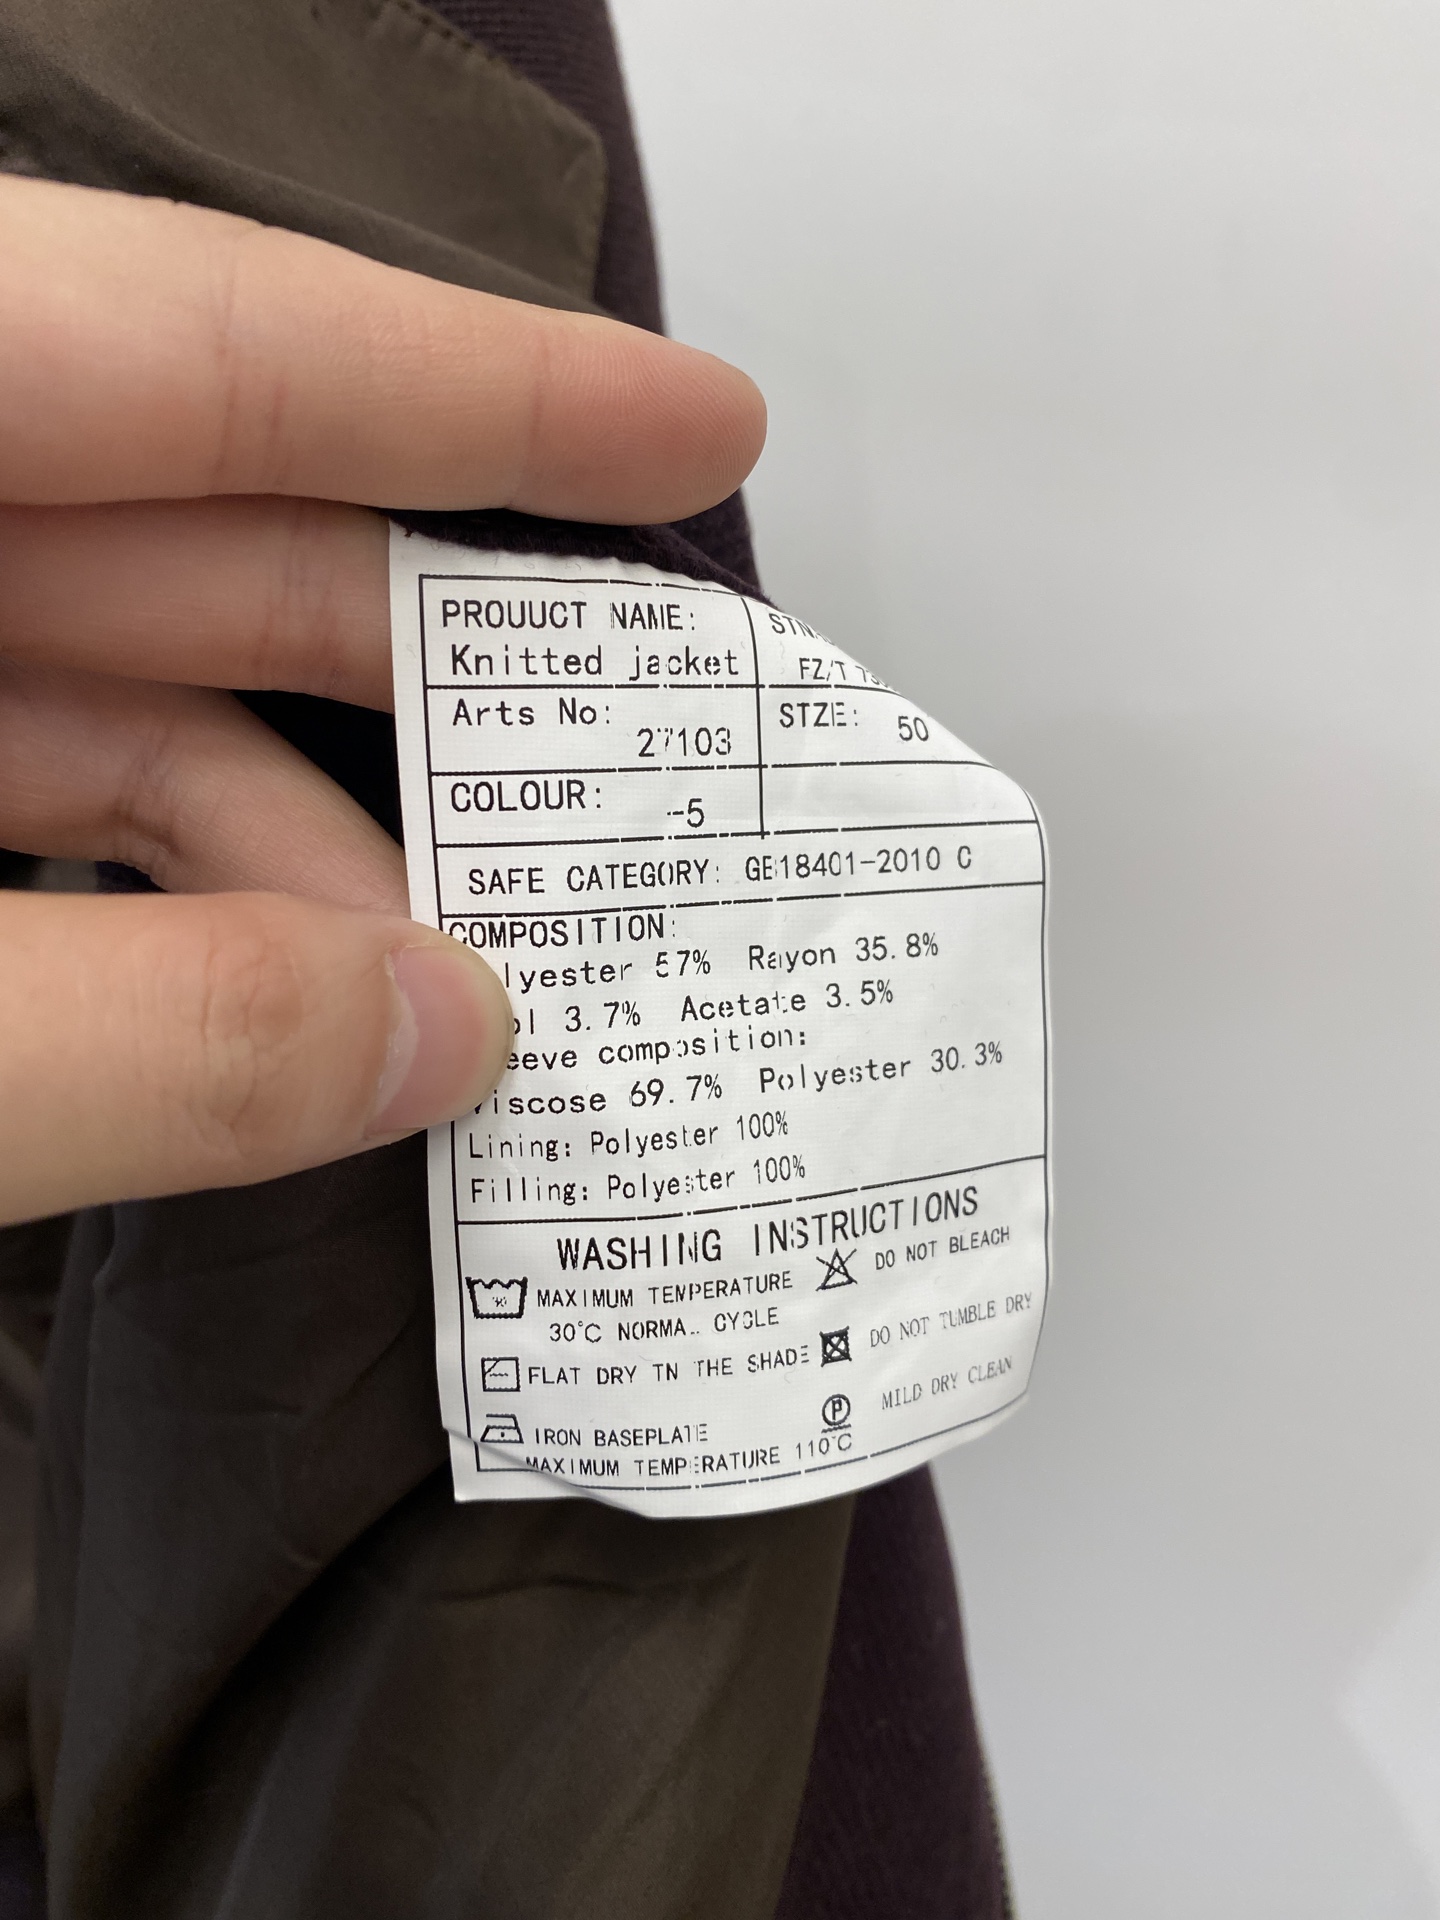 PROUUCT NAME:
Knitted jacket
FZ/T
Arts No:
27103
STZE: 50
COLOUR: -5
SAFE CATEGORY: GB18401-2010 C
COMPOSITION:
lyester 57% Rayon 35.8%
ol 3.7% Acetate 3.5%
eeve composition:
Viscose 69.7% Polyester 30.3%
Lining: Polyester 100%
Filling: Polyester 100%
WASHING INSTRUCTIONS
MAXIMUM TEMPERATURE
30°C NORMAL CYCLE
DO NOT BLEACH
FLAT DRY TN THE SHADE
DO NOT TUMBLE DRY
IRON BASEPLATE
MAXIMUM TEMPERATURE 110°C
P
MILD DRY CLEAN